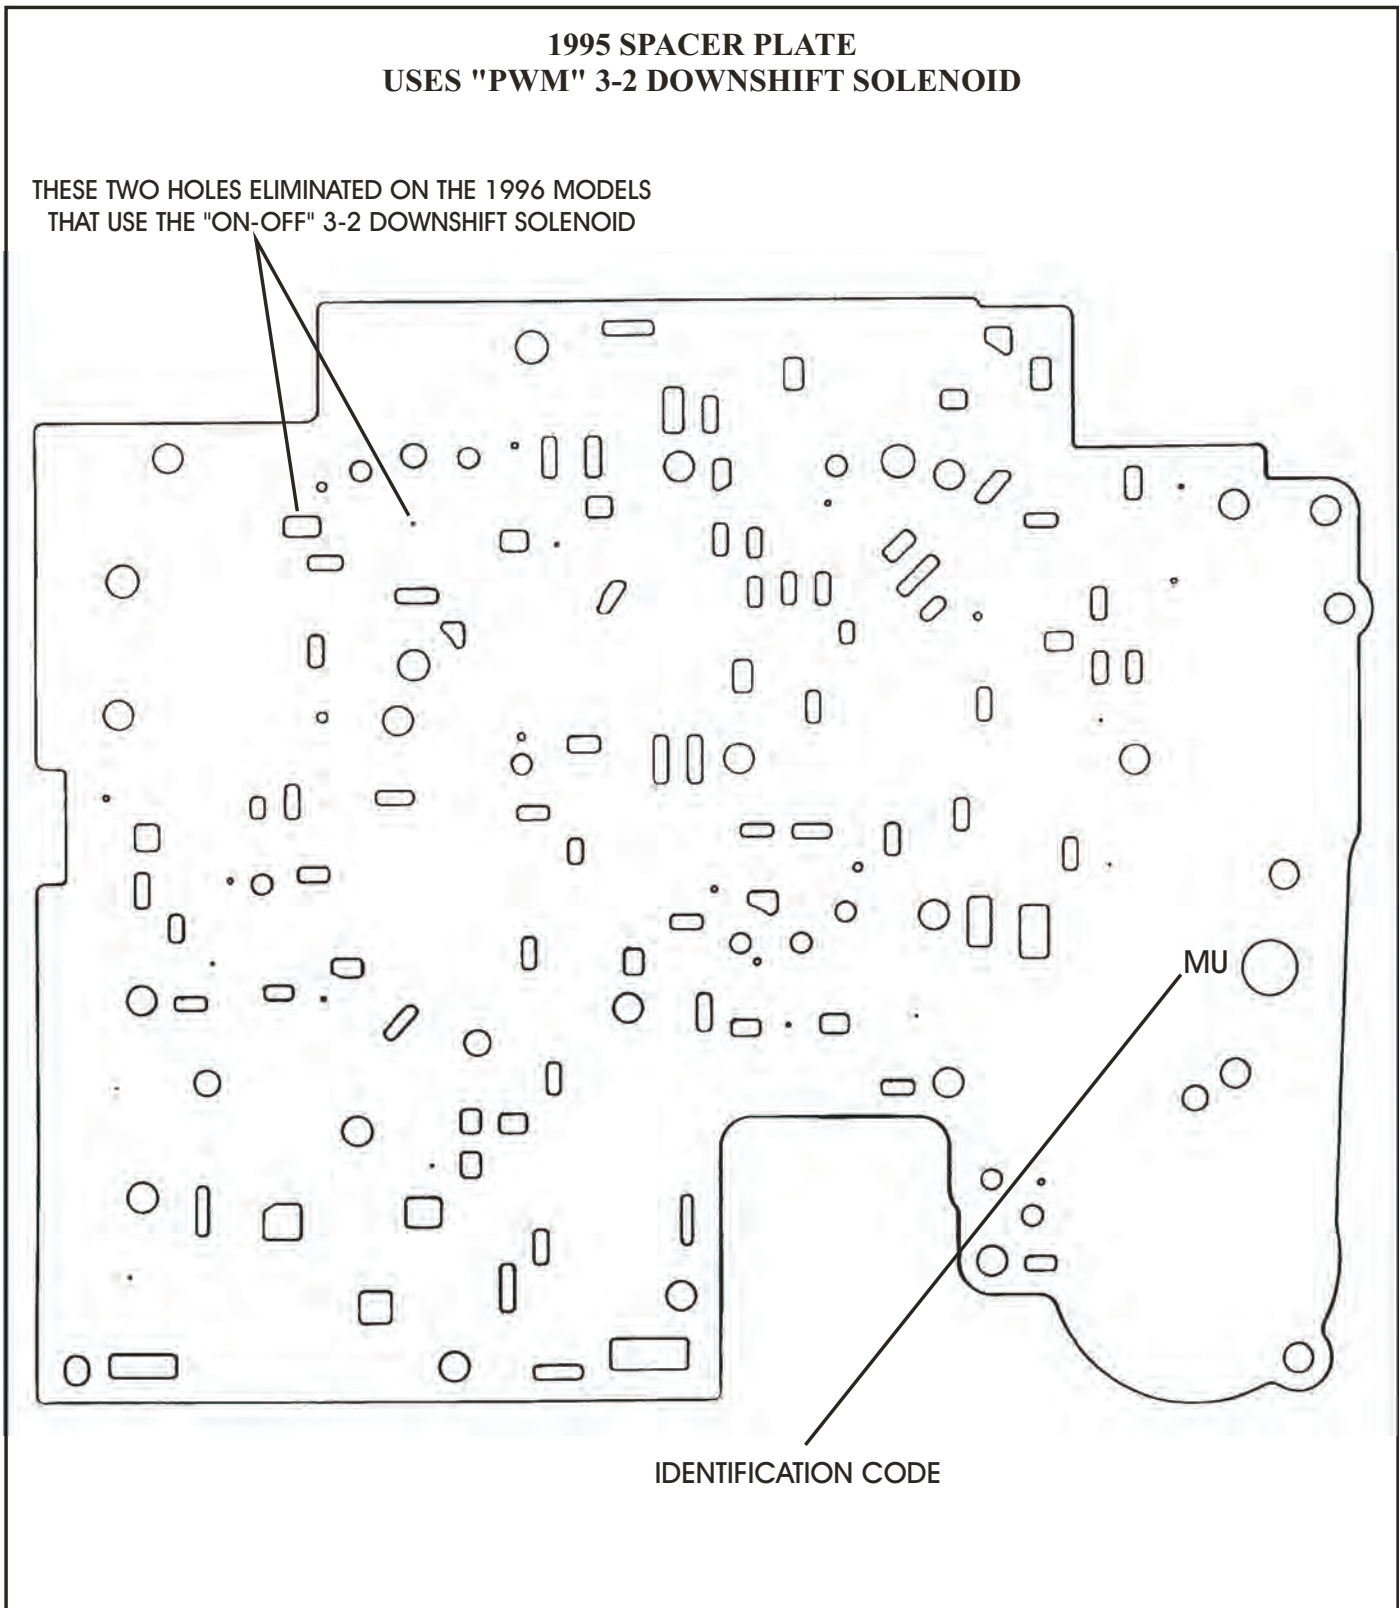 1995 SPACER PLATE
USES "PWM" 3-2 DOWNSHIFT SOLENOID
THESE TWO HOLES ELIMINATED ON THE 1996 MODELS
THAT USE THE "ON-OFF" 3-2 DOWNSHIFT SOLENOID
MU
IDENTIFICATION CODE